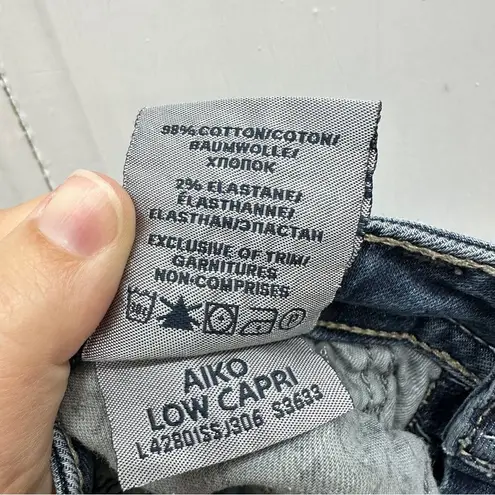 98% COTTON/COTON/
BAUMWOLLE/
ХЛОПОК
2% ELASTANE/
ÉLASTHANNE/
ELASTHAN/ЭЛАСТАН
EXCLUSIVE OF TRIM/
GARNITURES
NON-COMPRISES
AIKO
LOW CAPRI
L42801SSJ306 S3633